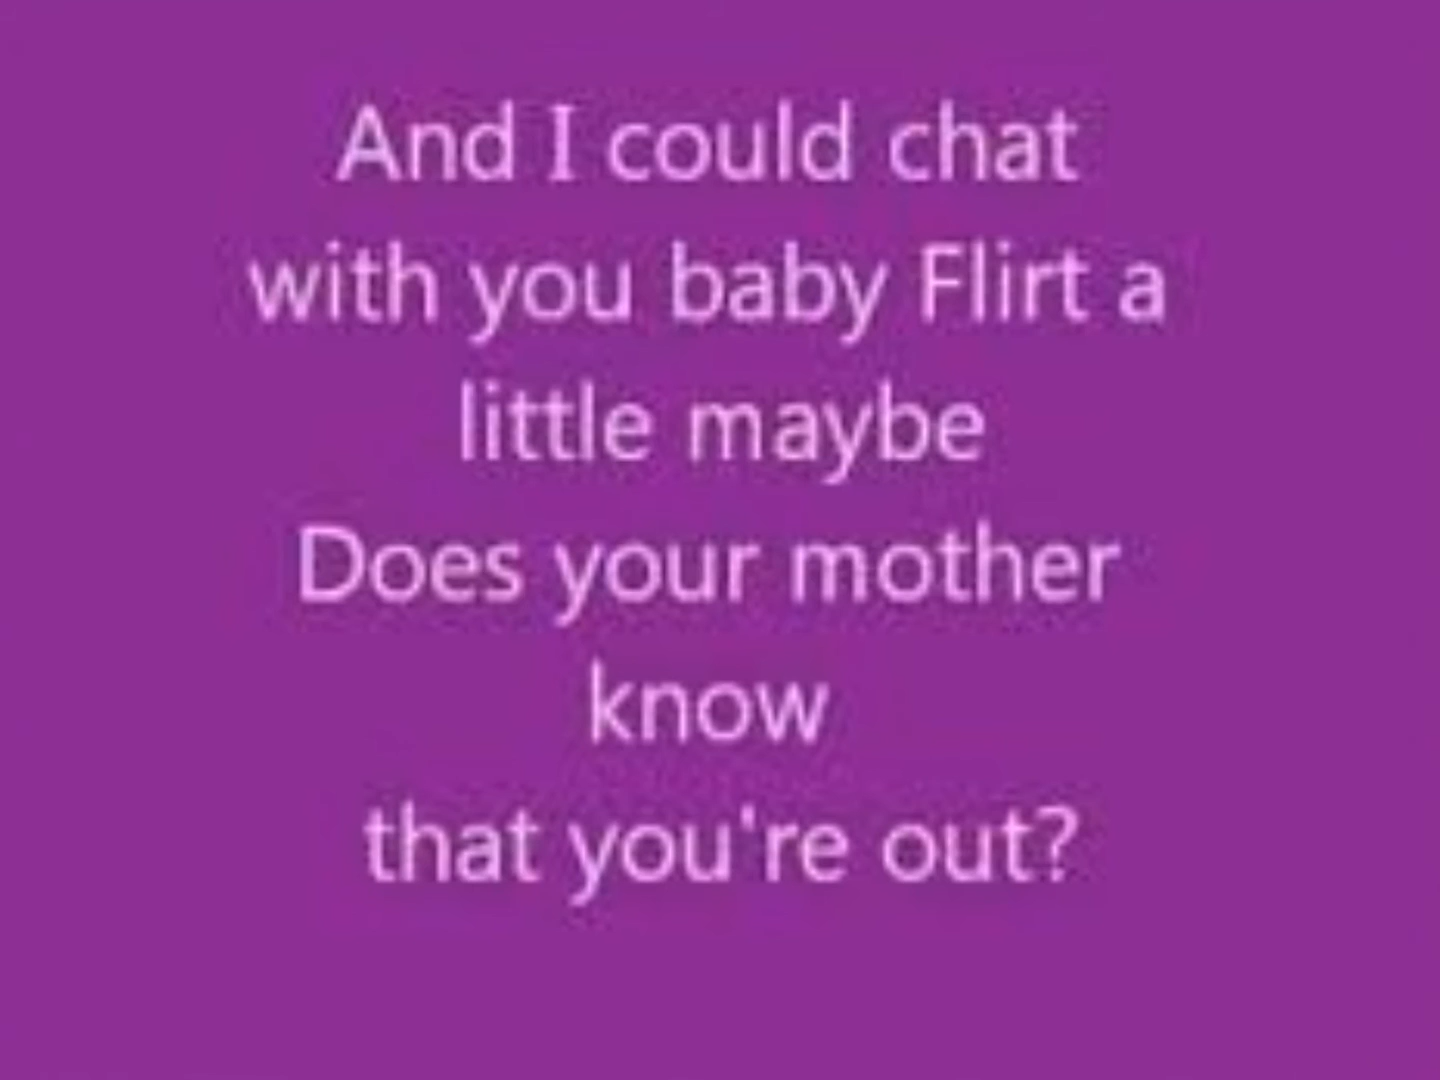 And I could chat
with you baby Flirt a
little maybe
Does your mother
know
that you're out?